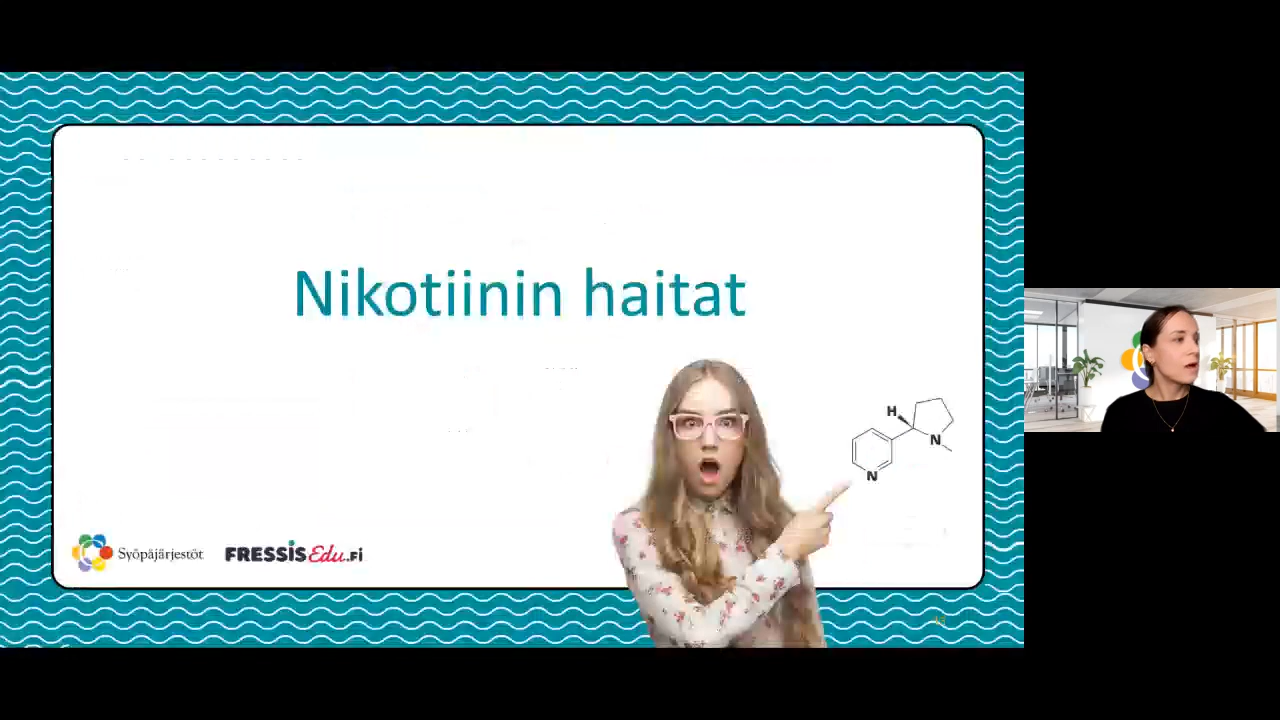 Nikotiinin haitat
H
N
N
Syöpäjärjestöt
FRESSIS Edu.FI